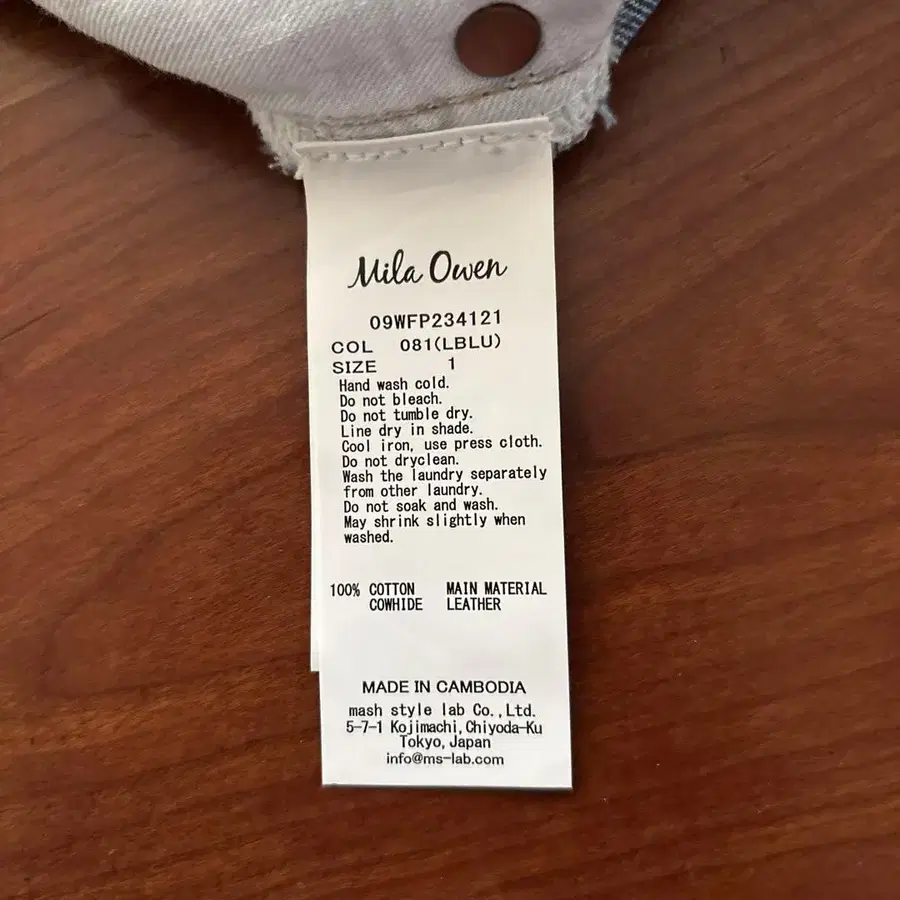 Mila Owen
09WFP234121
COL 081(LBLU)
SIZE 1
Hand wash cold.
Do not bleach.
Do not tumble dry.
Line dry in shade.
Cool iron, use press cloth.
Do not dryclean.
Wash the laundry separately
from other laundry.
Do not soak and wash.
May shrink slightly when
washed.
100% COTTON MAIN MATERIAL
COWHIDE LEATHER
MADE IN CAMBODIA
mash style lab Co.,Ltd.
5-7-1 Kojimachi,Chiyoda-Ku
Tokyo,Japan
info@ms-lab.com